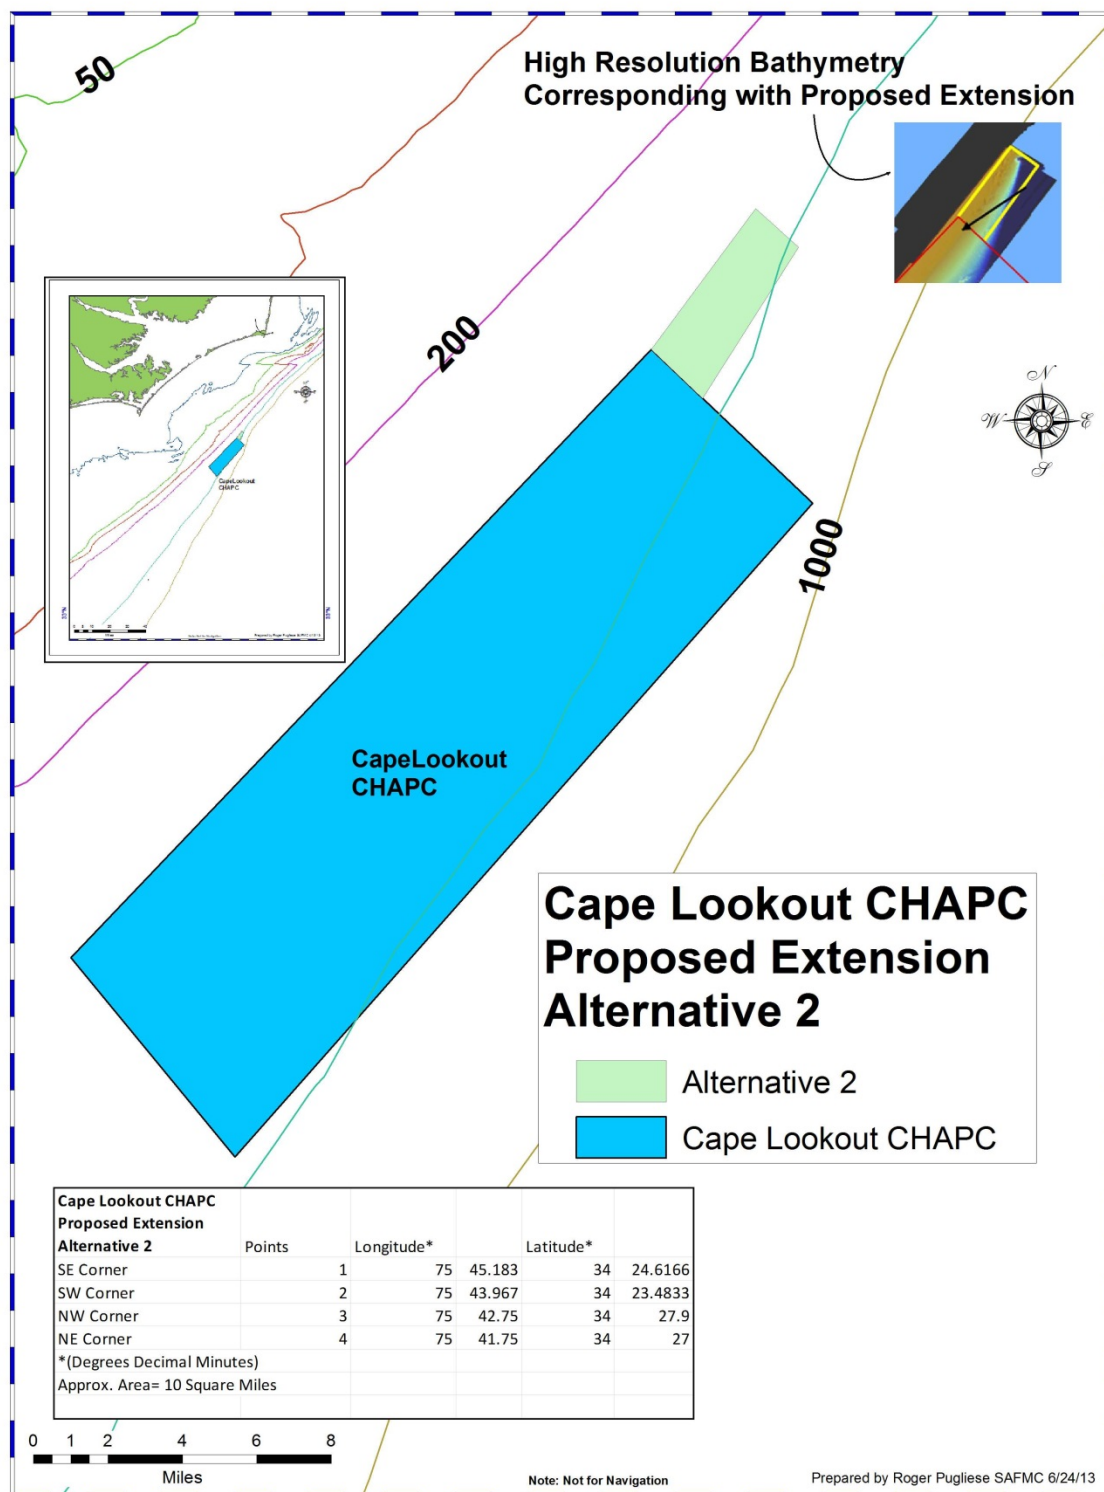 50
High Resolution Bathymetry
Corresponding with Proposed Extension
200
N
W E
S
1000
CapeLookout
CHAPC
CapeLookout
CHAPC
Cape Lookout CHAPC
Proposed Extension
Alternative 2
Alternative 2
Cape Lookout CHAPC
Cape Lookout CHAPC
Proposed Extension
Alternative 2 Points Longitude* Latitude*
SE Corner 1 75 45.183 34 24.6166
SW Corner 2 75 43.967 34 23.4833
NW Corner 3 75 42.75 34 27.9
NE Corner 4 75 41.75 34 27
*(Degrees Decimal Minutes)
Approx. Area= 10 Square Miles
0 1 2 4 6 8
Miles
Note: Not for Navigation
Prepared by Roger Pugliese SAFMC 6/24/13